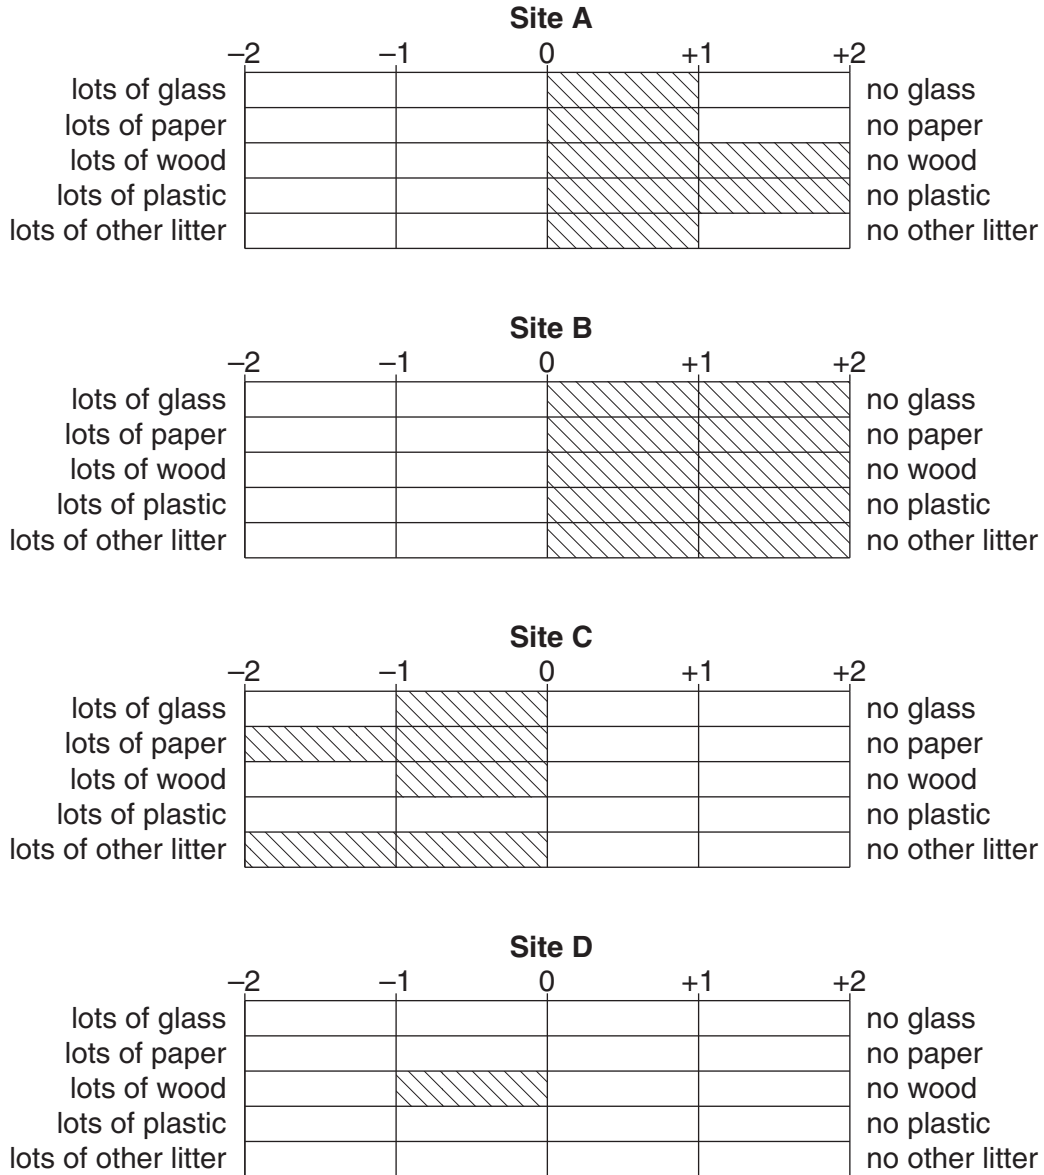 Site A
−2 −1 0 +1 +2
lots of glass no glass
lots of paper no paper
lots of wood no wood
lots of plastic no plastic
lots of other litter no other litter
Site B
−2 −1 0 +1 +2
lots of glass no glass
lots of paper no paper
lots of wood no wood
lots of plastic no plastic
lots of other litter no other litter
Site C
−2 −1 0 +1 +2
lots of glass no glass
lots of paper no paper
lots of wood no wood
lots of plastic no plastic
lots of other litter no other litter
Site D
−2 −1 0 +1 +2
lots of glass no glass
lots of paper no paper
lots of wood no wood
lots of plastic no plastic
lots of other litter no other litter